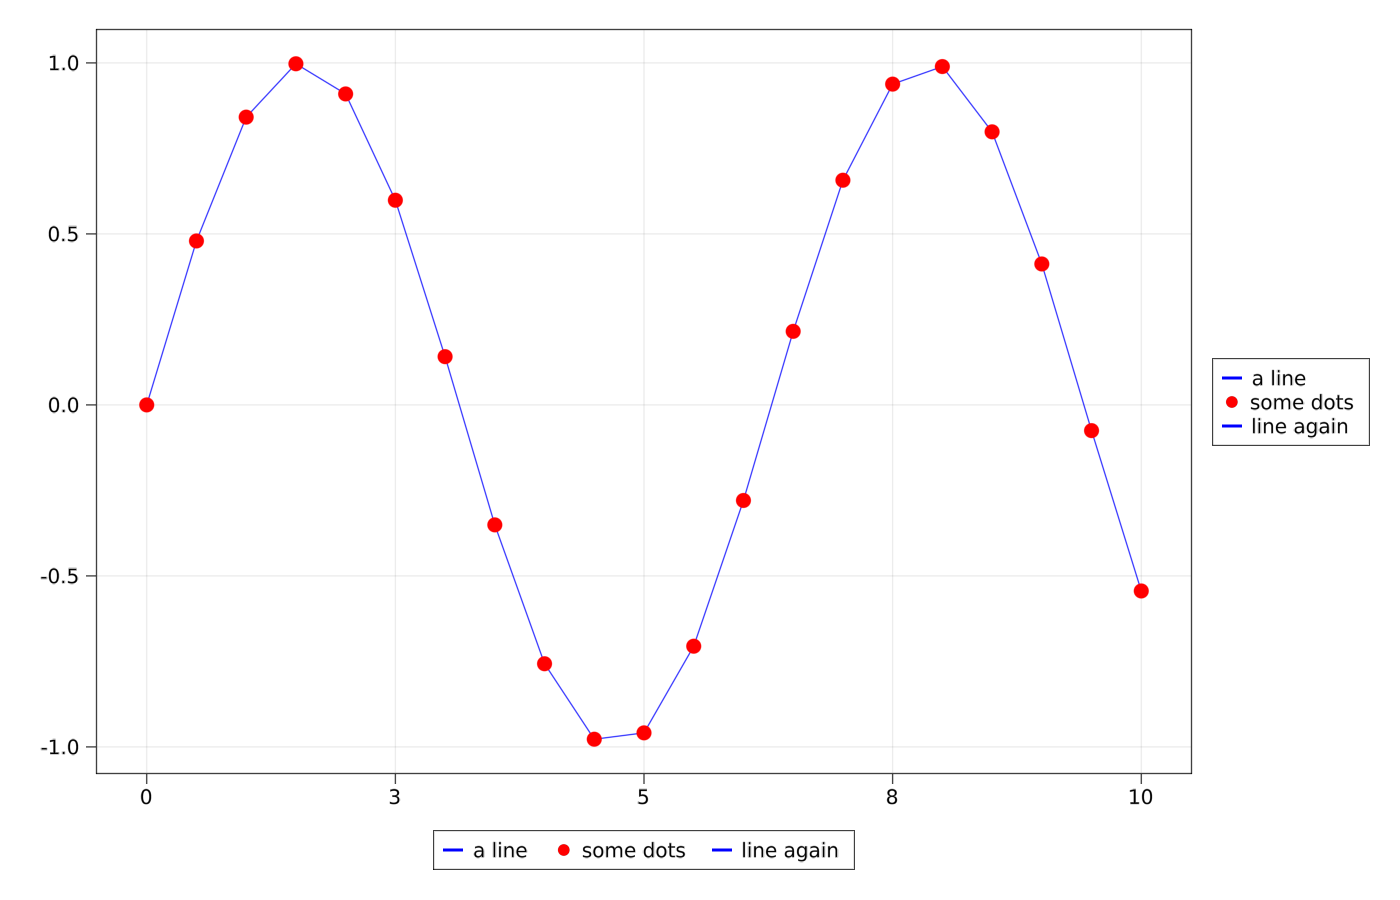 1.0
0.5
0.0
-0.5
-1.0
0 3 5 8 10
a line
some dots
line again
a line some dots line again